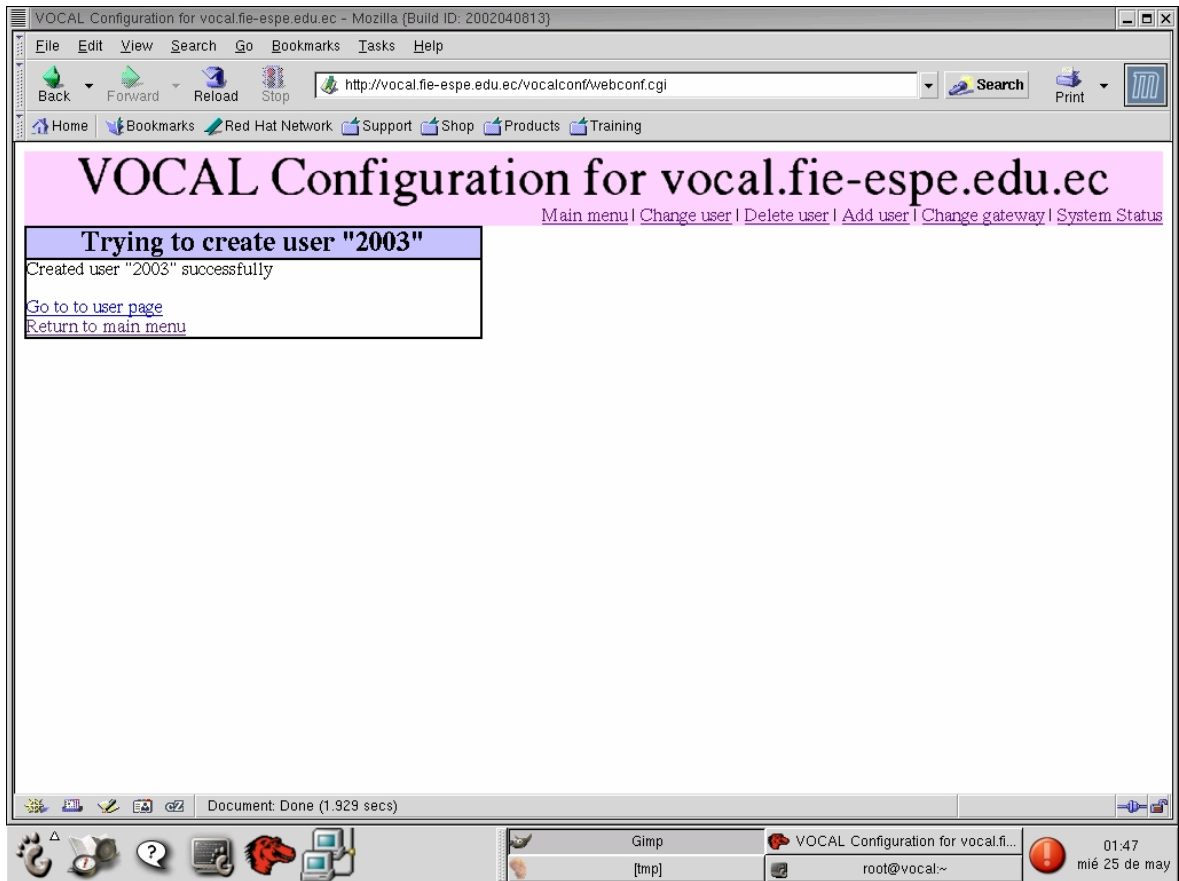 VOCAL Configuration for vocal.fie-espe.edu.ec - Mozilla {Build ID: 2002040813}
File Edit View Search Go Bookmarks Tasks Help
Back Forward Reload Stop http://vocal.fie-espe.edu.ec/vocalconf/webconf.cgi Search Print
Home Bookmarks Red Hat Network Support Shop Products Training
VOCAL Configuration for vocal.fie-espe.edu.ec
Main menu | Change user | Delete user | Add user | Change gateway | System Status
Trying to create user "2003"
Created user "2003" successfully
Go to to user page
Return to main menu
Document: Done (1.929 secs)
Gimp VOCAL Configuration for vocal.fi... 01:47
[tmp] root@vocal:~ mié 25 de may